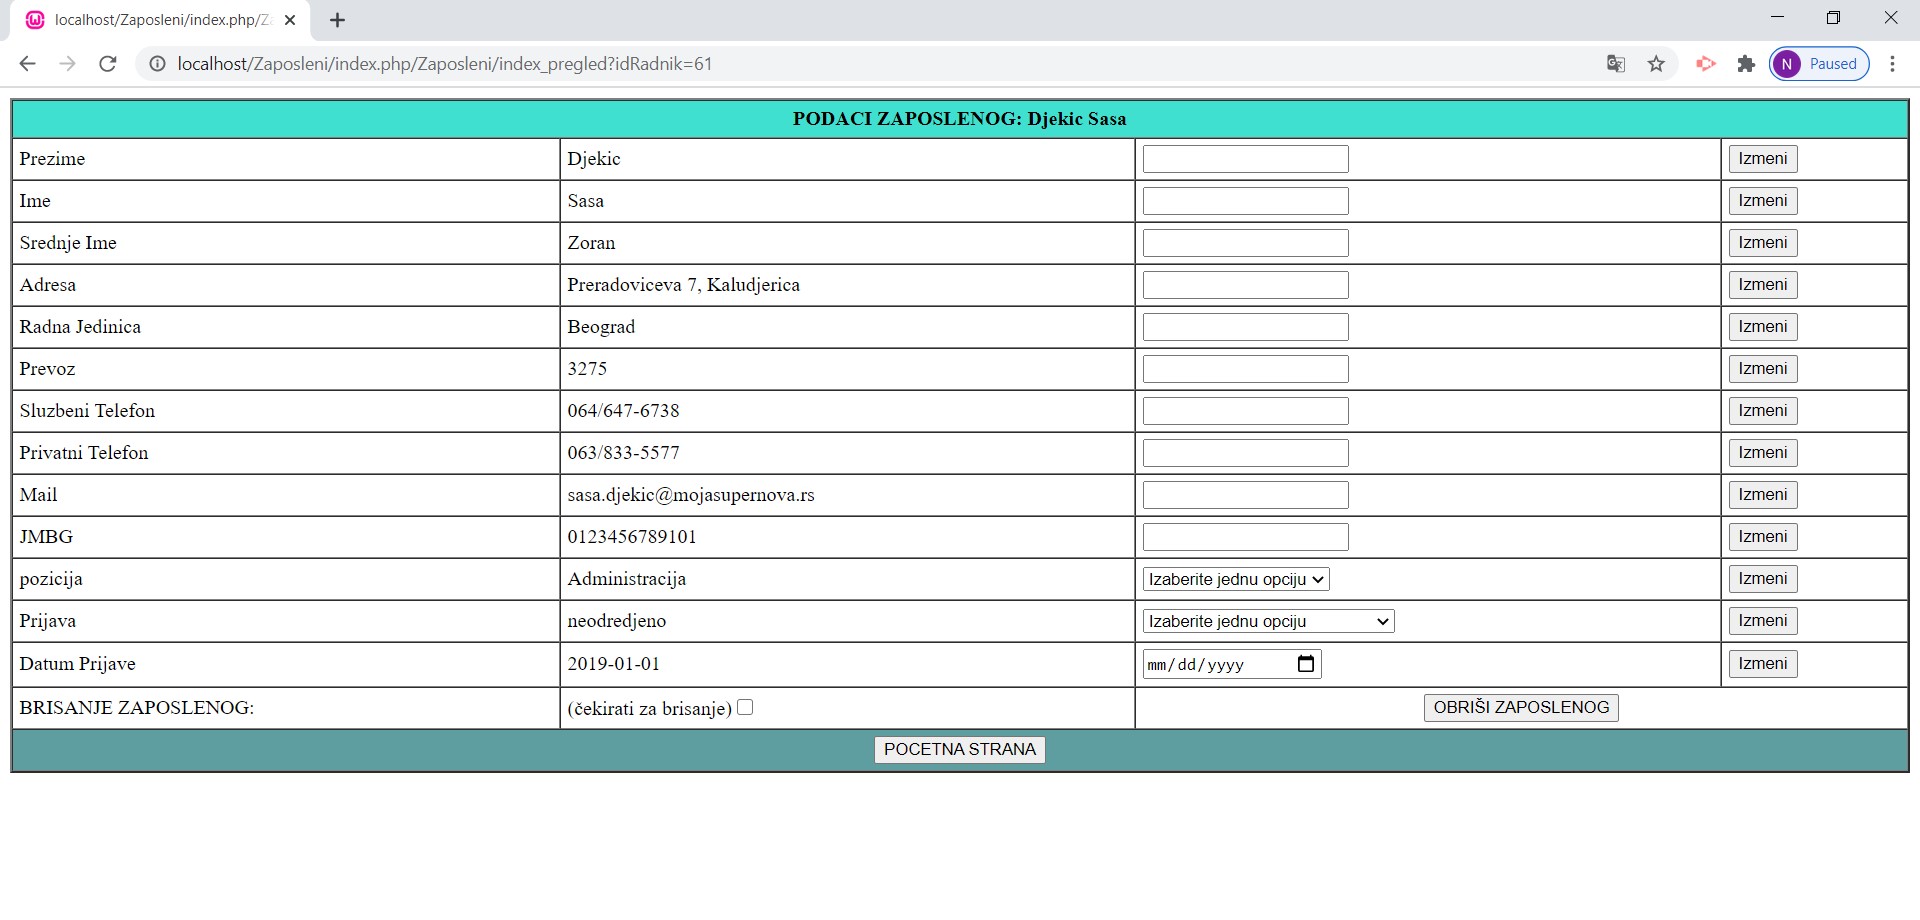 localhost/Zaposleni/index.php/Za
localhost/Zaposleni/index.php/Zaposleni/index_pregled?idRadnik=61
N Paused
PODACI ZAPOSLENOG: Djekic Sasa
Prezime Djekic Izmeni
Ime Sasa Izmeni
Srednje Ime Zoran Izmeni
Adresa Preradoviceva 7, Kaludjerica Izmeni
Radna Jedinica Beograd Izmeni
Prevoz 3275 Izmeni
Sluzbeni Telefon 064/647-6738 Izmeni
Privatni Telefon 063/833-5577 Izmeni
Mail sasa.djekic@mojasupernova.rs Izmeni
JMBG 0123456789101 Izmeni
pozicija Administracija Izaberite jednu opciju Izmeni
Prijava neodredjeno Izaberite jednu opciju Izmeni
Datum Prijave 2019-01-01 mm/dd/yyyy Izmeni
BRISANJE ZAPOSLENOG: (čekirati za brisanje) OBRIŠI ZAPOSLENOG
POCETNA STRANA